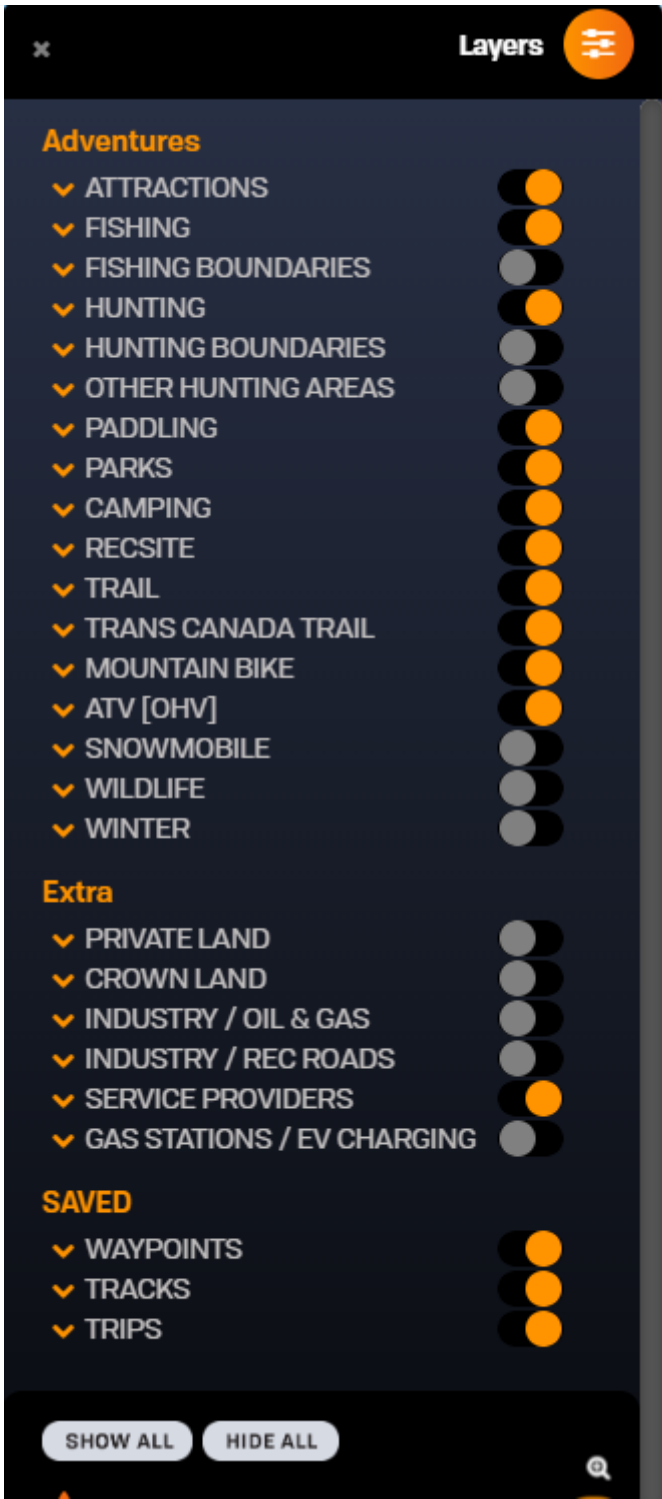 Layers
Adventures
ATTRACTIONS
FISHING
FISHING BOUNDARIES
HUNTING
HUNTING BOUNDARIES
OTHER HUNTING AREAS
PADDLING
PARKS
CAMPING
RECSITE
TRAIL
TRANS CANADA TRAIL
MOUNTAIN BIKE
ATV [OHV]
SNOWMOBILE
WILDLIFE
WINTER
Extra
PRIVATE LAND
CROWN LAND
INDUSTRY / OIL & GAS
INDUSTRY / REC ROADS
SERVICE PROVIDERS
GAS STATIONS / EV CHARGING
SAVED
WAYPOINTS
TRACKS
TRIPS
SHOW ALL HIDE ALL